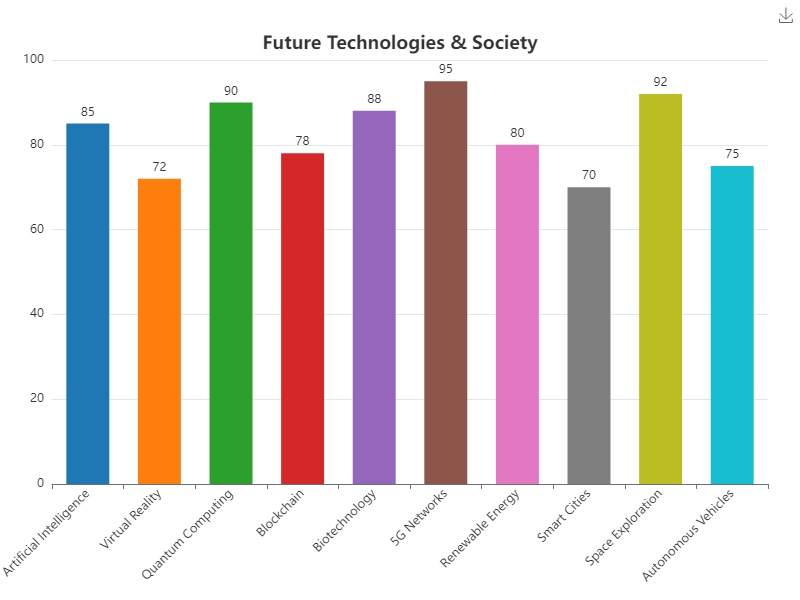 Future Technologies & Society
100
80
60
40
20
0
85
72
90
78
88
95
80
70
92
75
Artificial Intelligence
Virtual Reality
Quantum Computing
Blockchain
Biotechnology
5G Networks
Renewable Energy
Smart Cities
Space Exploration
Autonomous Vehicles